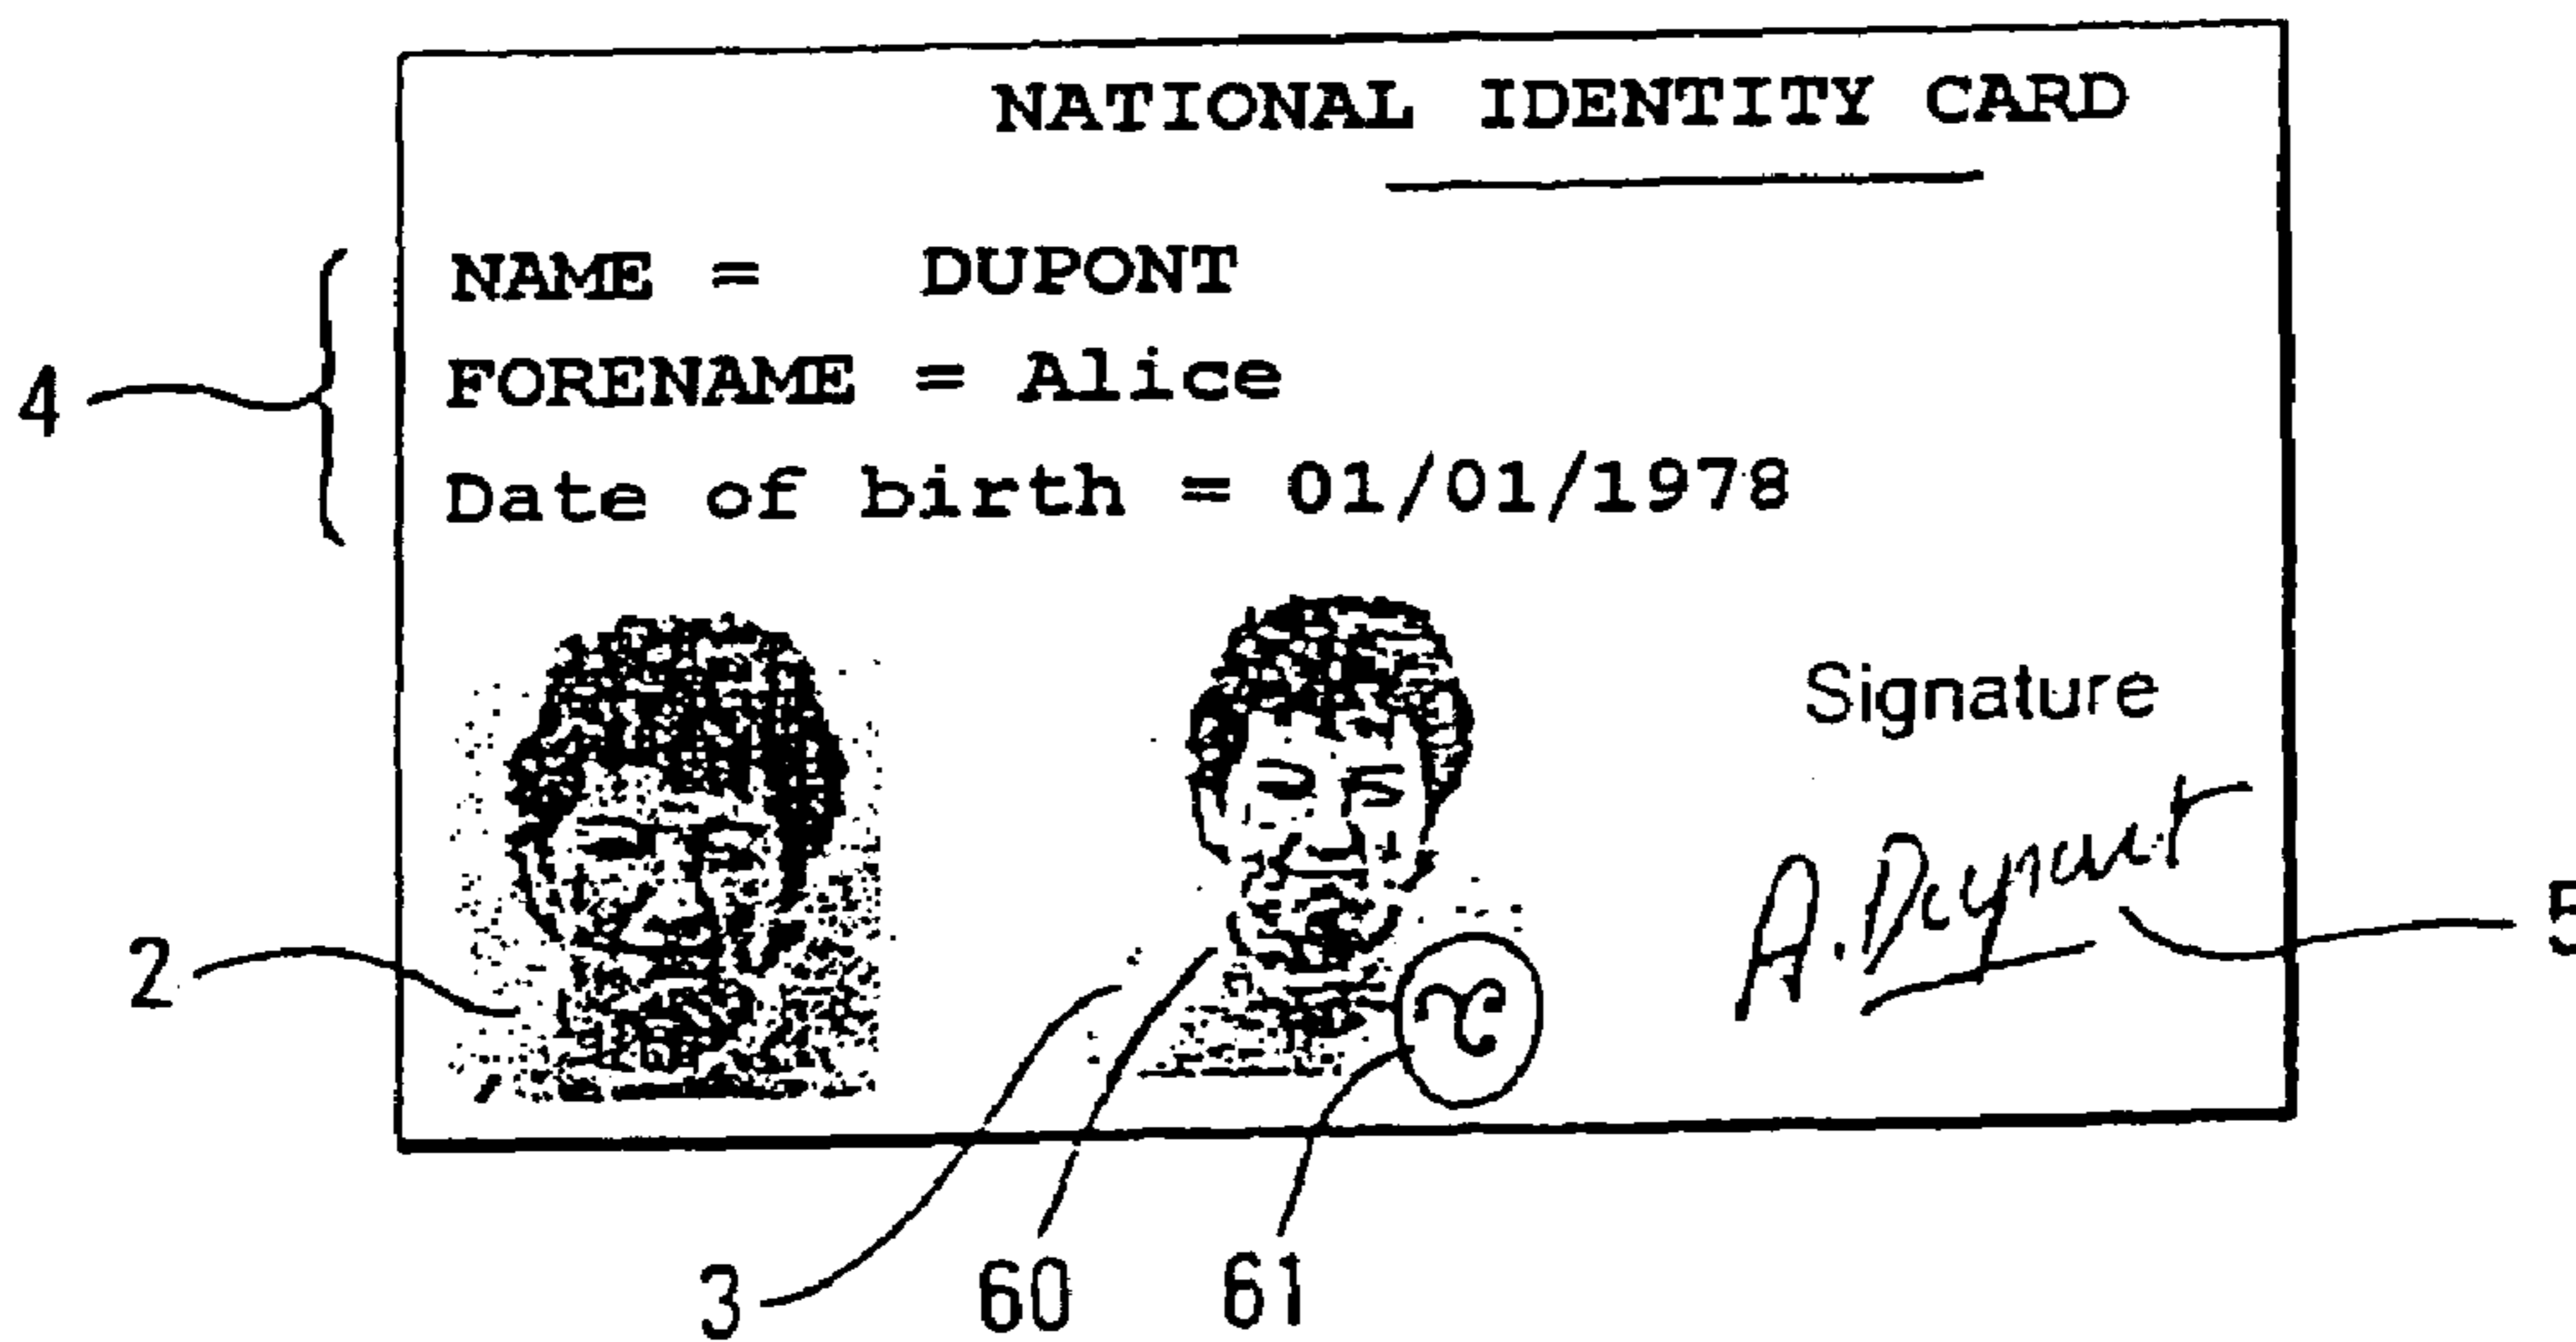 NATIONAL IDENTITY CARD
NAME = DUPONT
FORENAME = Alice
Date of birth = 01/01/1978
4
Signature
A. Dupont
2
5
3
60
61